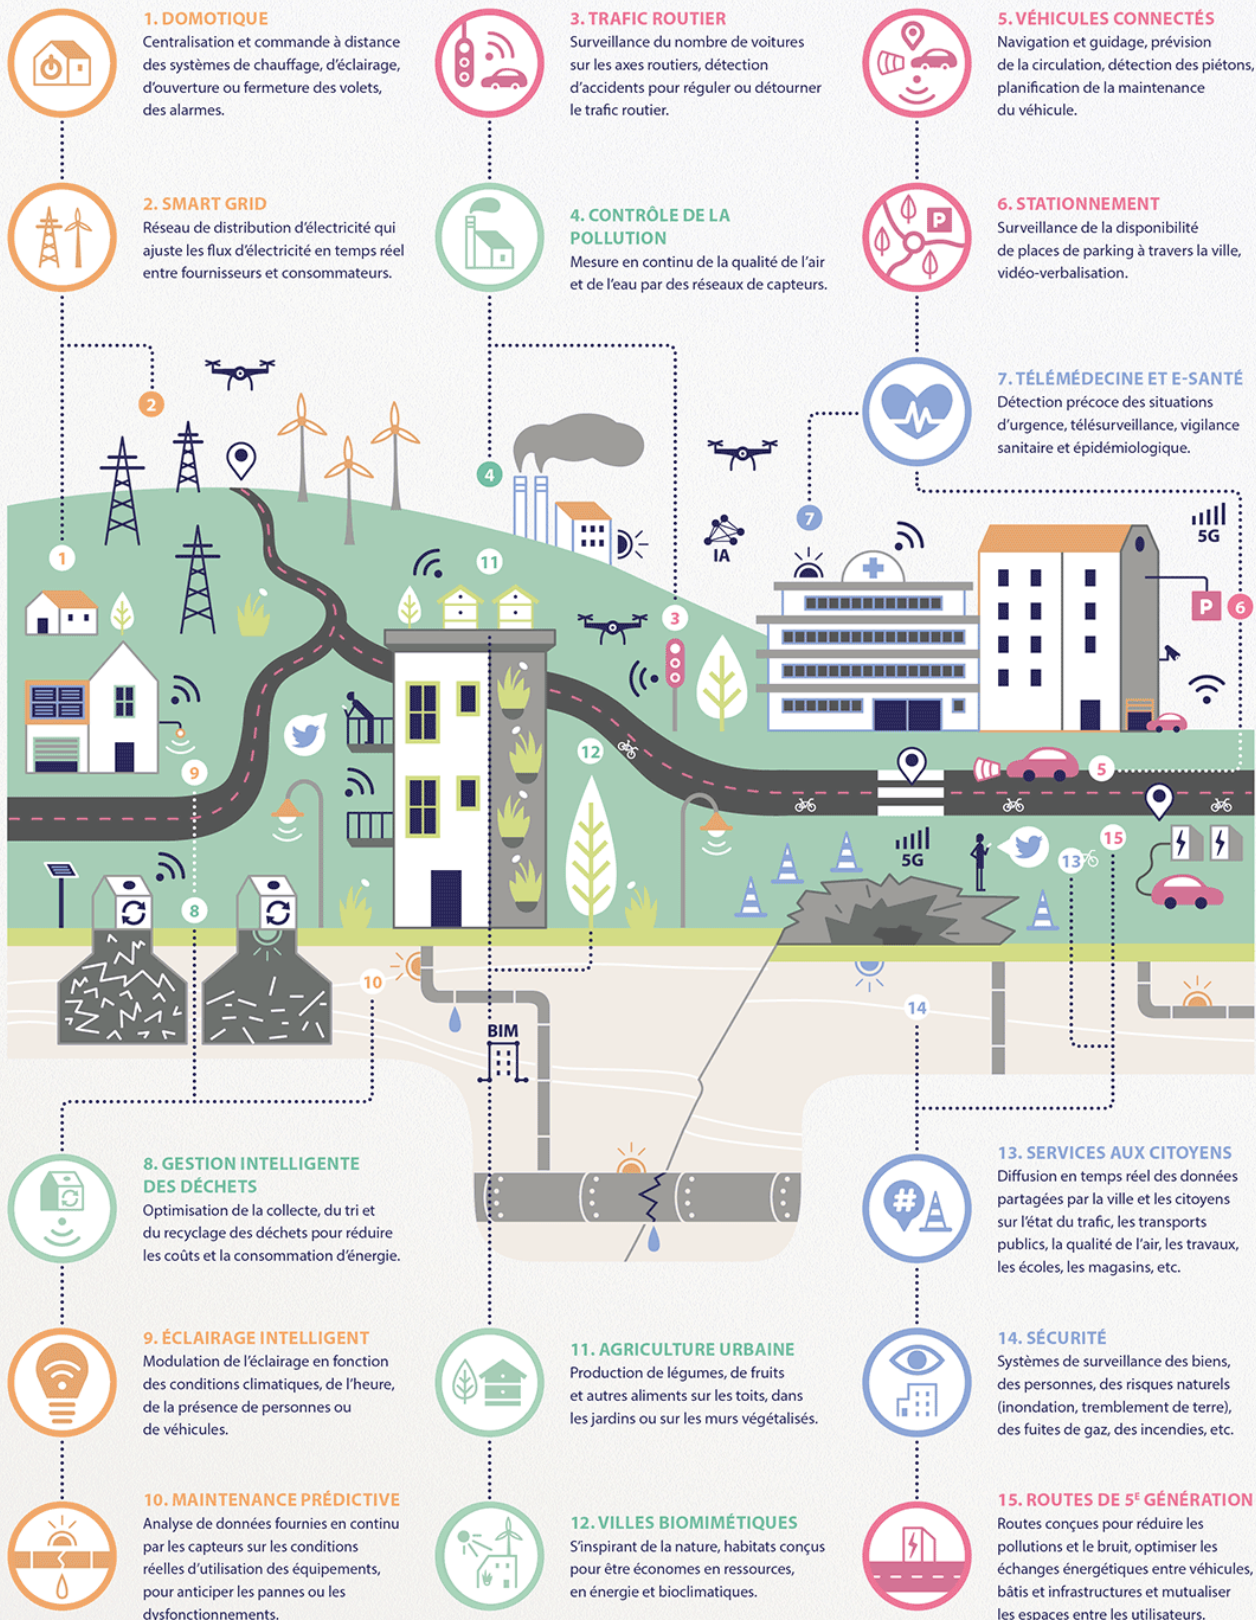 1. DOMOTIQUE
Centralisation et commande à distance
des systèmes de chauffage, d'éclairage,
d'ouverture ou fermeture des volets,
des alarmes.
3. TRAFIC ROUTIER
Surveillance du nombre de voitures
sur les axes routiers, détection
d'accidents pour réguler ou détourner
le trafic routier.
5. VÉHICULES CONNECTÉS
Navigation et guidage, prévision
de la circulation, détection des piétons,
planification de la maintenance
du véhicule.
2. SMART GRID
Réseau de distribution d'électricité qui
ajuste les flux d'électricité en temps réel
entre fournisseurs et consommateurs.
4. CONTRÔLE DE LA
POLLUTION
Mesure en continu de la qualité de l'air
et de l'eau par des réseaux de capteurs.
P
6. STATIONNEMENT
Surveillance de la disponibilité
de places de parking à travers la ville,
vidéo-verbalisation.
7. TÉLÉMÉDECINE ET E-SANTÉ
Détection précoce des situations
d'urgence, télésurveillance, vigilance
sanitaire et épidémiologique.
2
4
7
5G
IA
1
11
P
6
3
12
9
5
15
5G
13
8
10
14
BIM
8. GESTION INTELLIGENTE
DES DÉCHETS
Optimisation de la collecte, du tri et
du recyclage des déchets pour réduire
les coûts et la consommation d'énergie.
#
13. SERVICES AUX CITOYENS
Diffusion en temps réel des données
partagées par la ville et les citoyens
sur l'état du trafic, les transports
publics, la qualité de l'air, les travaux,
les écoles, les magasins, etc.
9. ÉCLAIRAGE INTELLIGENT
Modulation de l'éclairage en fonction
des conditions climatiques, de l'heure,
de la présence de personnes ou
de véhicules.
11. AGRICULTURE URBAINE
Production de légumes, de fruits
et autres aliments sur les toits, dans
les jardins ou sur les murs végétalisés.
14. SÉCURITÉ
Systèmes de surveillance des biens,
des personnes, des risques naturels
(inondation, tremblement de terre),
des fuites de gaz, des incendies, etc.
10. MAINTENANCE PRÉDICTIVE
Analyse de données fournies en continu
par les capteurs sur les conditions
réelles d'utilisation des équipements,
pour anticiper les pannes ou les
dysfonctionnements.
12. VILLES BIOMIMÉTIQUES
S'inspirant de la nature, habitats conçus
pour être économes en ressources,
en énergie et bioclimatiques.
15. ROUTES DE 5E GÉNÉRATION
Routes conçues pour réduire les
pollutions et le bruit, optimiser les
échanges énergétiques entre véhicules,
bâtis et infrastructures et mutualiser
les espaces entre les utilisateurs.